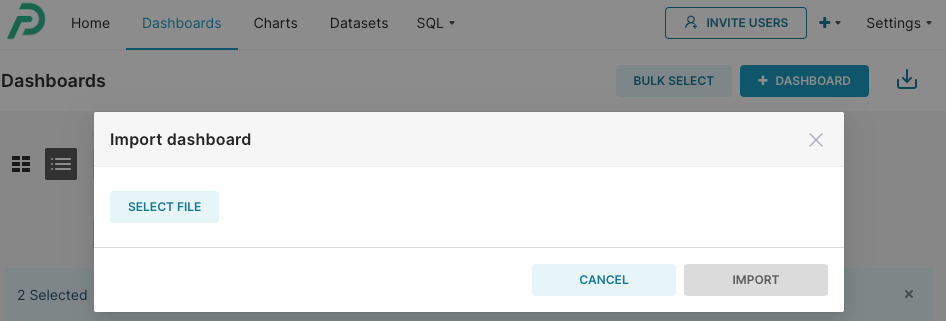 Home Dashboards Charts Datasets SQL INVITE USERS Settings
Dashboards BULK SELECT + DASHBOARD
Import dashboard
SELECT FILE
CANCEL IMPORT
2 Selected